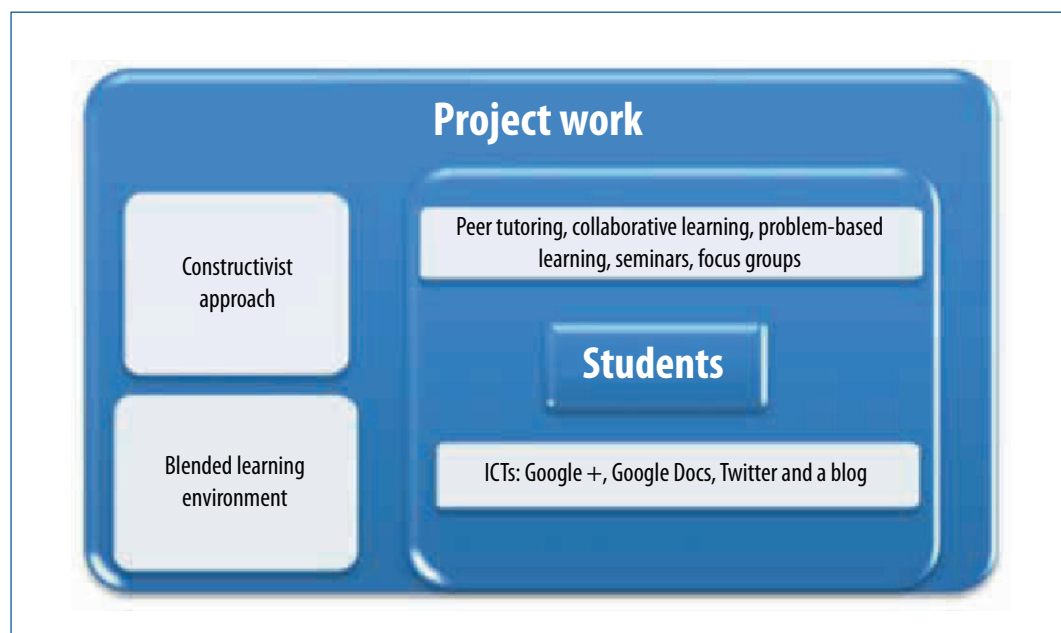 Project work
Constructivist
approach
Blended learning
environment
Peer tutoring, collaborative learning, problem-based
learning, seminars, focus groups
Students
ICTs: Google +, Google Docs, Twitter and a blog